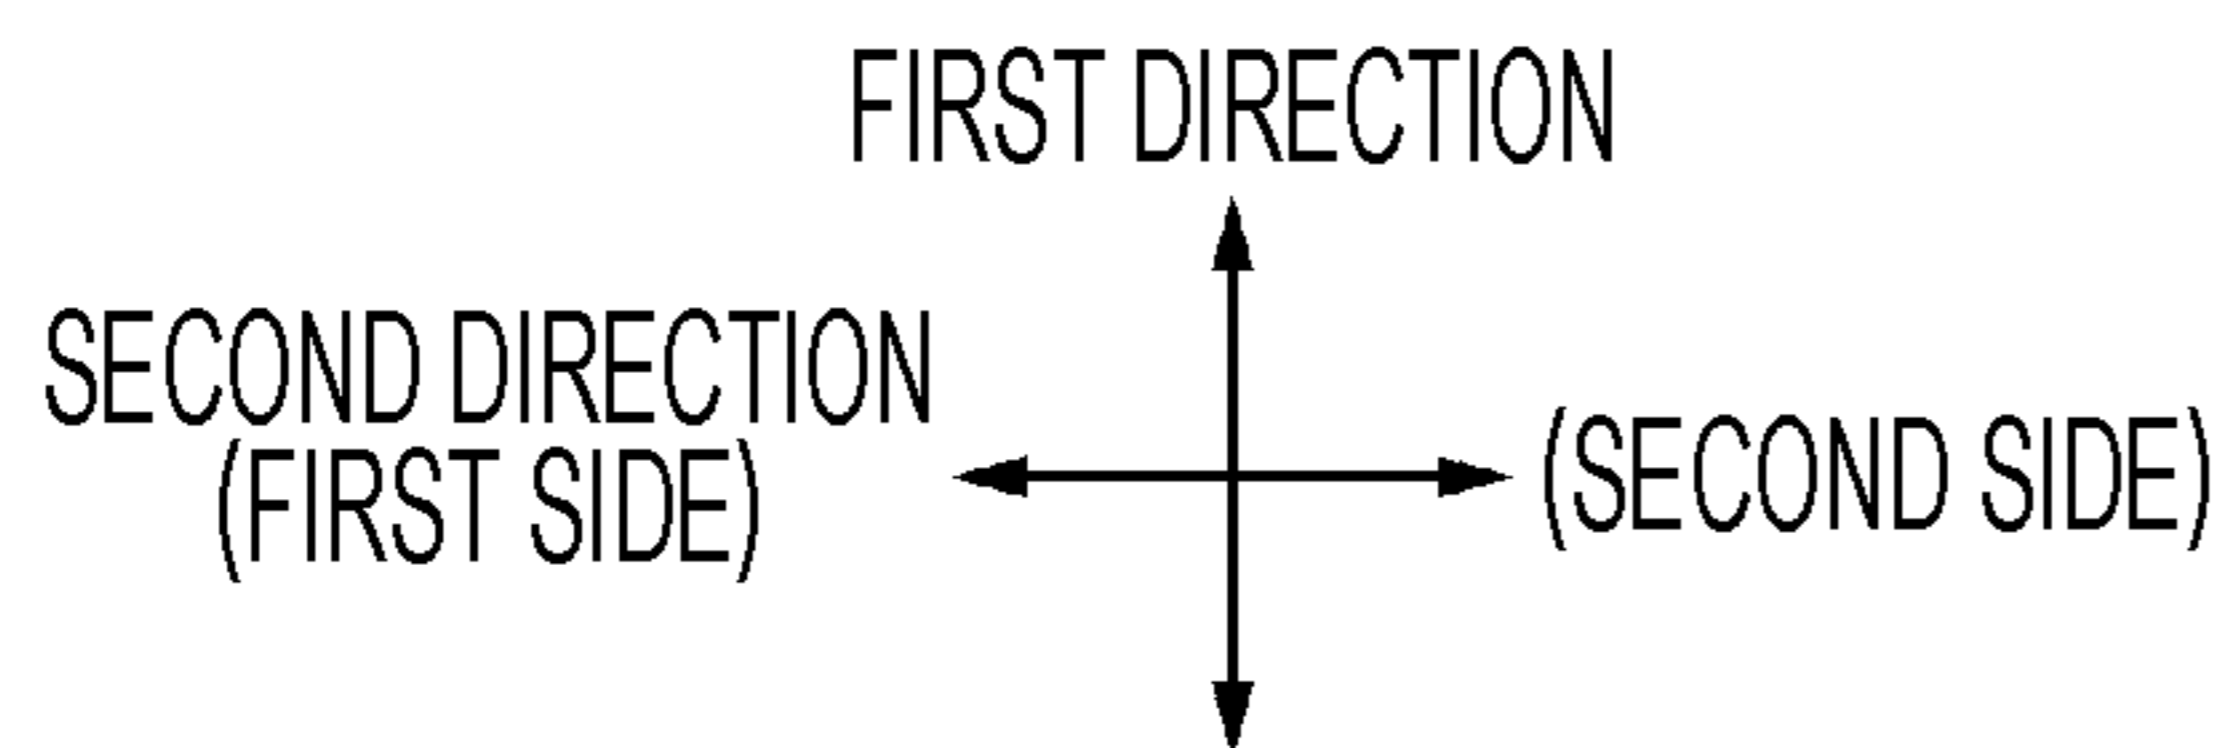 FIRST DIRECTION
SECOND DIRECTION
(FIRST SIDE)
(SECOND SIDE)